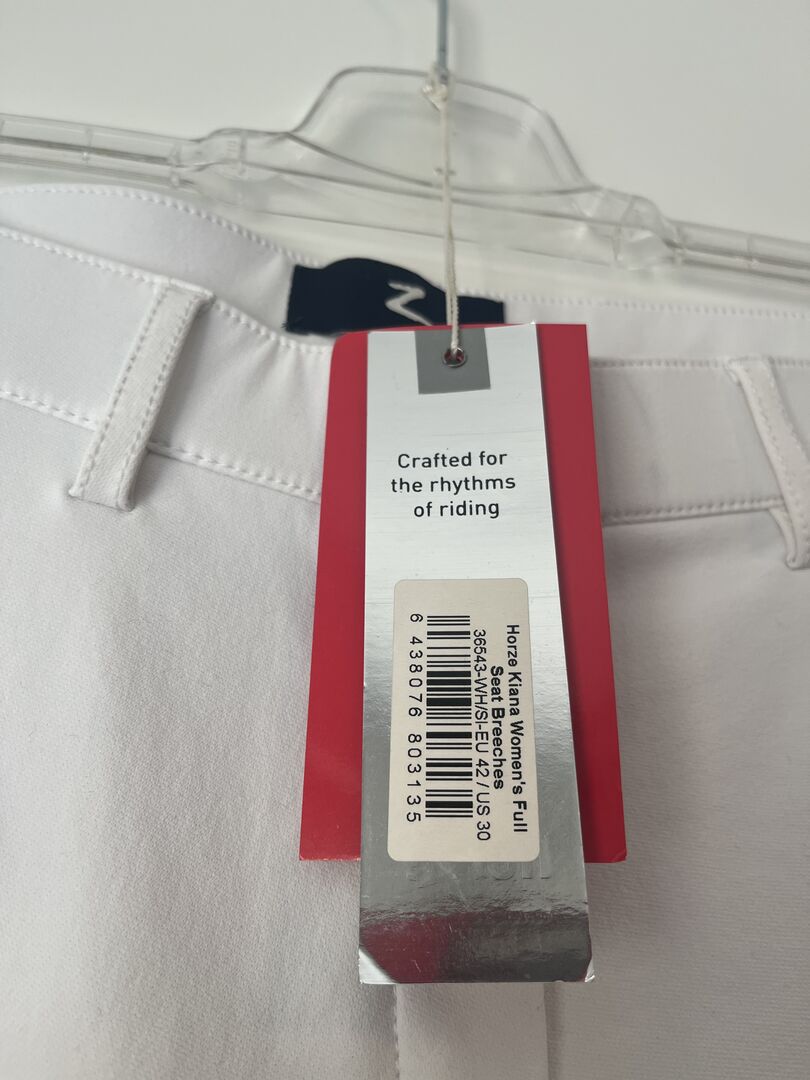 Crafted for
the rhythms
of riding
Horze Kiana Women's Full
Seat Breeches
36543-WH/SI-EU 42 / US 30
6 438076 803135